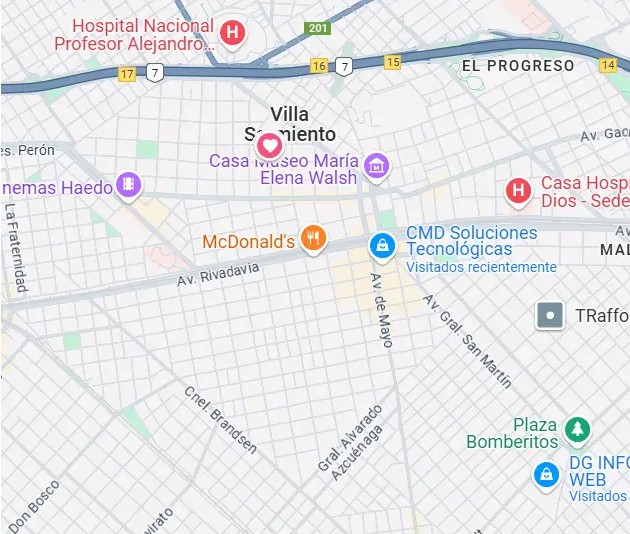 Hospital Nacional
Profesor Alejandro...
201
17
7
16
7
15
14
EL PROGRESO
Villa
Sarmiento
Av. Gao
es. Perón
Casa Museo María
Elena Walsh
nemas Haedo
H
H
Casa Hosp
Dios - Sede
La Fraternidad
McDonald's
CMD Soluciones
Tecnológicas
Visitados recientemente
Av
MAL
Av. Rivadavia
Av. de Mayo
Av. Gral. San Martín
TRaffo
Cnel. Brandsen
Gral. Alvarado
Azcuénaga
Plaza
Bomberitos
DG INFO
WEB
Visitados
Don Bosco
virato